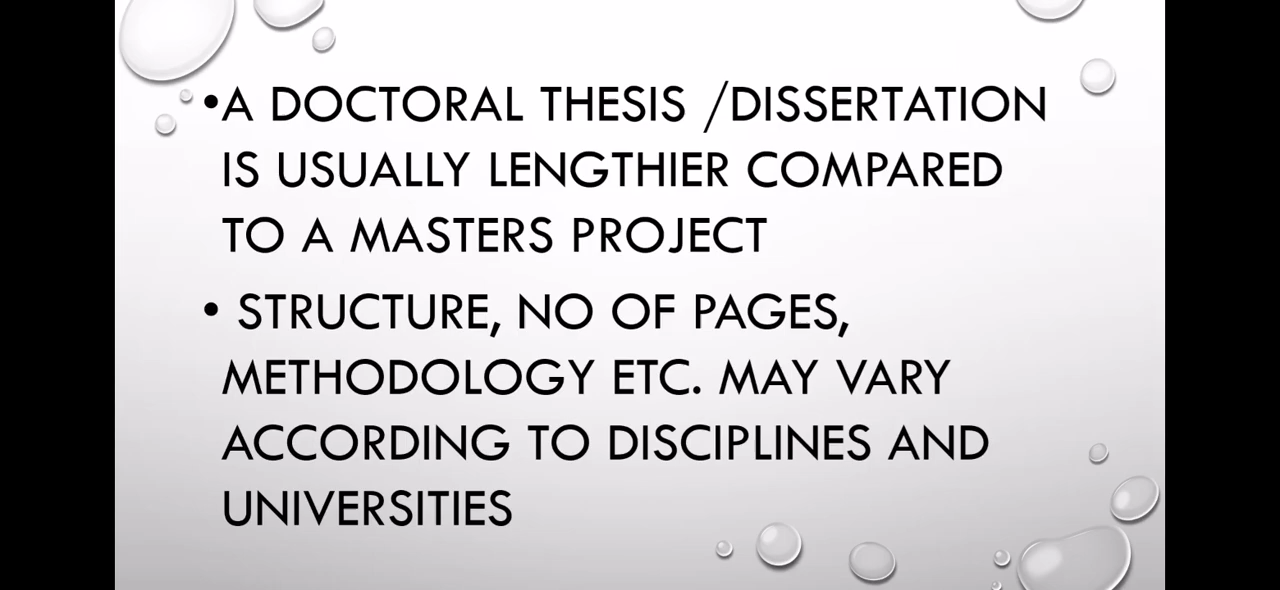 •A DOCTORAL THESIS /DISSERTATION
IS USUALLY LENGTHIER COMPARED
TO A MASTERS PROJECT
• STRUCTURE, NO OF PAGES,
METHODOLOGY ETC. MAY VARY
ACCORDING TO DISCIPLINES AND
UNIVERSITIES